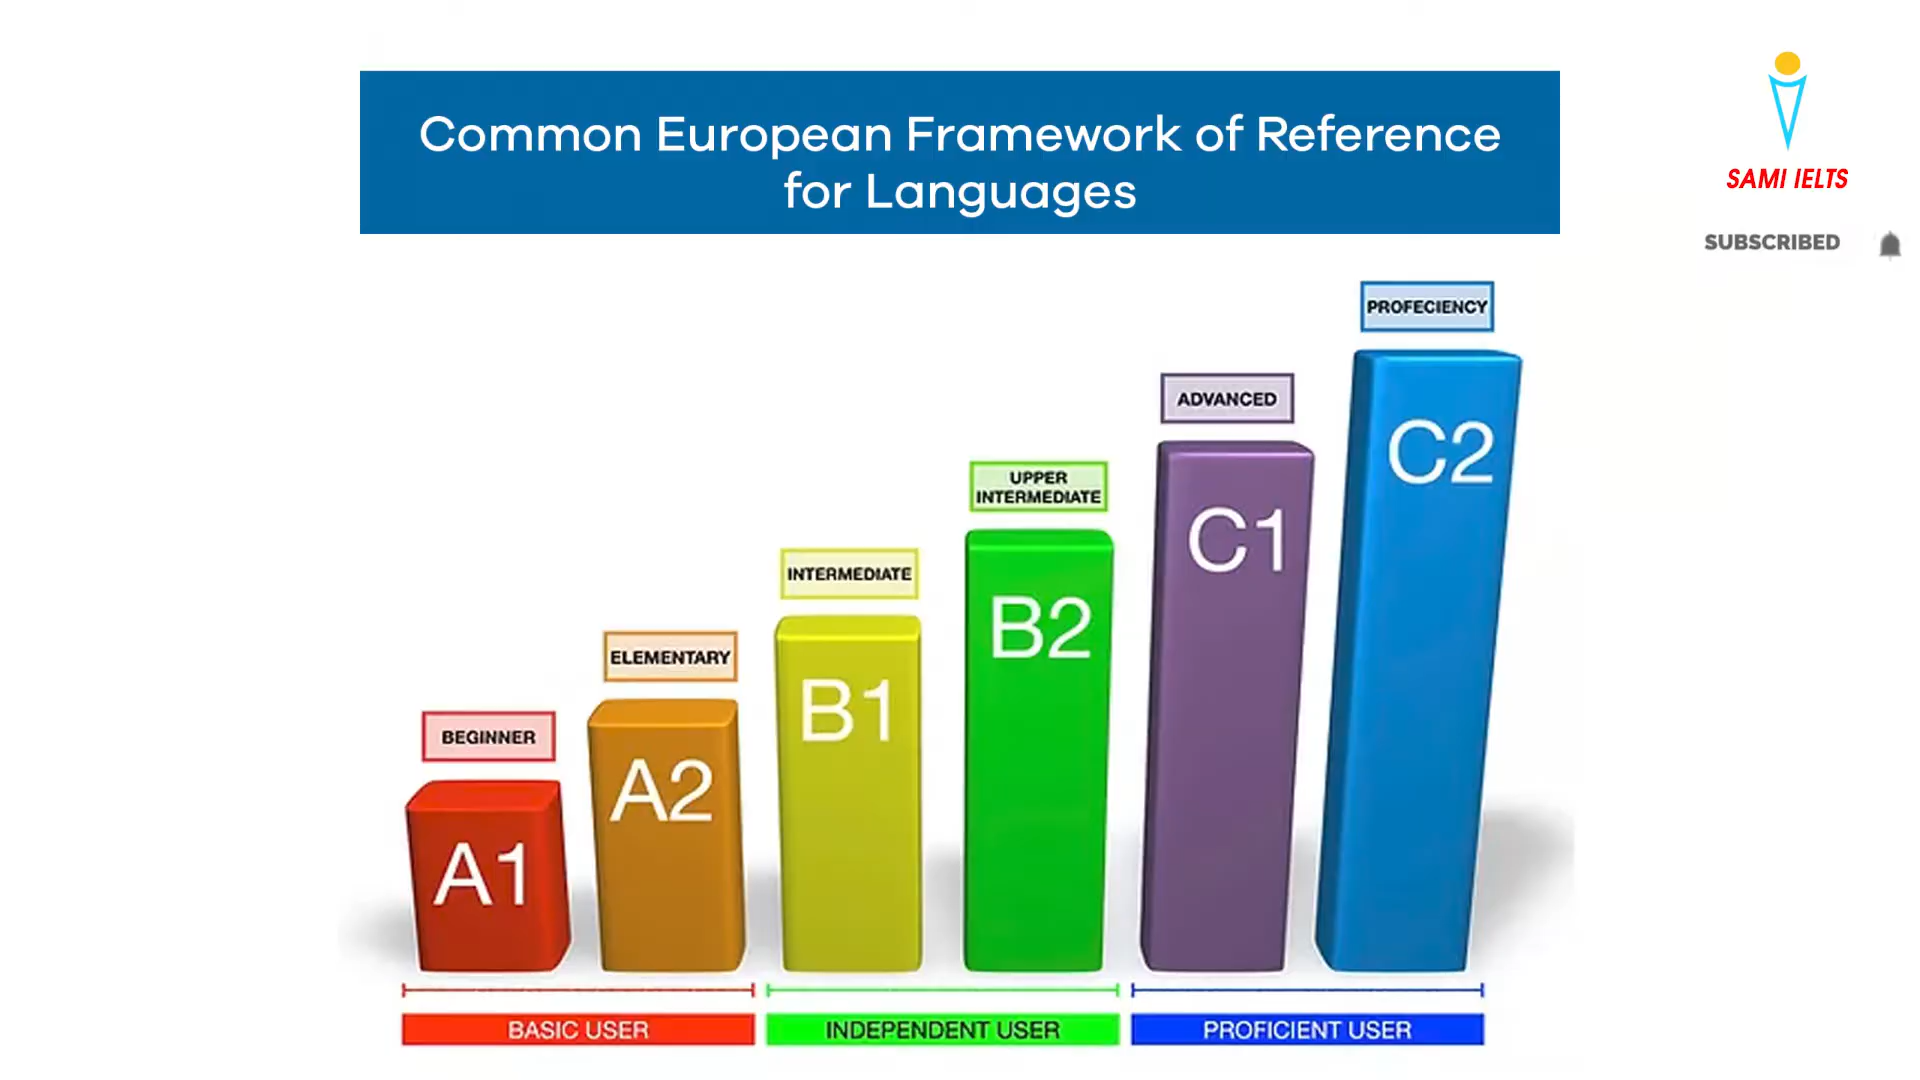 Common European Framework of Reference
for Languages
SAMI IELTS
SUBSCRIBED
PROFECIENCY
ADVANCED
UPPER
INTERMEDIATE
INTERMEDIATE
ELEMENTARY
BEGINNER
A1
A2
B1
B2
C1
C2
BASIC USER
INDEPENDENT USER
PROFICIENT USER